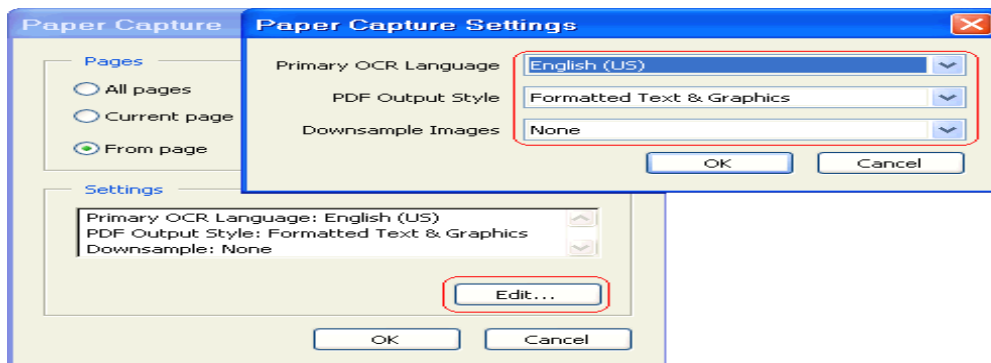 Paper Capture
Pages
All pages
Current page
From page
Settings
Primary OCR Language: English (US)
PDF Output Style: Formatted Text & Graphics
Downsample: None
Edit...
OK
Cancel
Paper Capture Settings
Primary OCR Language
English (US)
PDF Output Style
Formatted Text & Graphics
Downsample Images
None
OK
Cancel